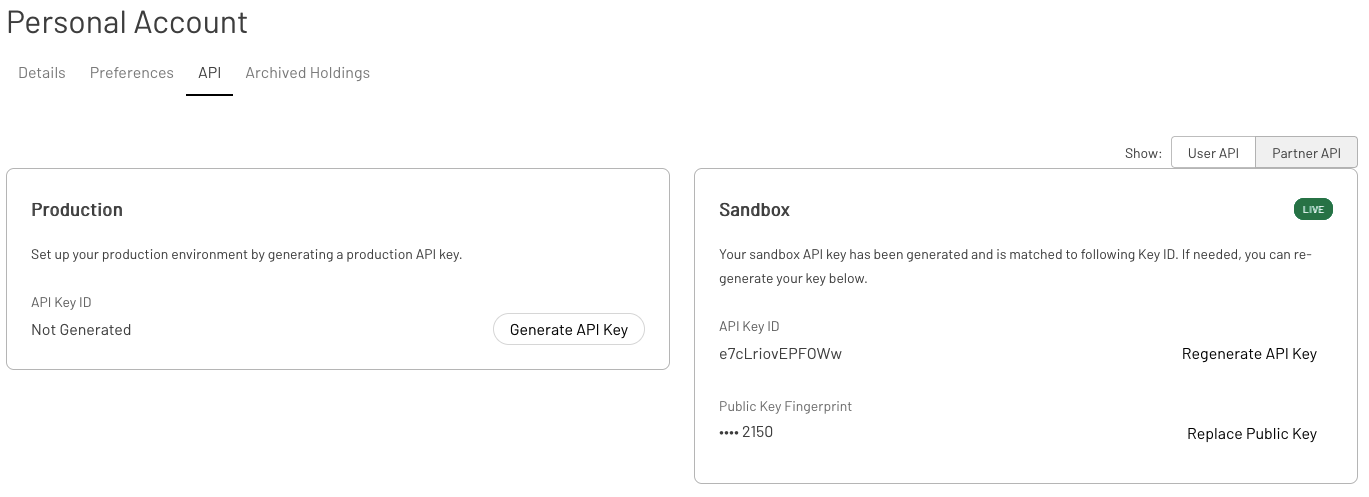 Personal Account
Details Preferences API Archived Holdings
Show: User API Partner API
Production
Set up your production environment by generating a production API key.
API Key ID
Not Generated
Generate API Key
Sandbox
LIVE
Your sandbox API key has been generated and is matched to following Key ID. If needed, you can re-
generate your key below.
API Key ID
e7cLriovEPFOWw
Regenerate API Key
Public Key Fingerprint
•••• 2150
Replace Public Key